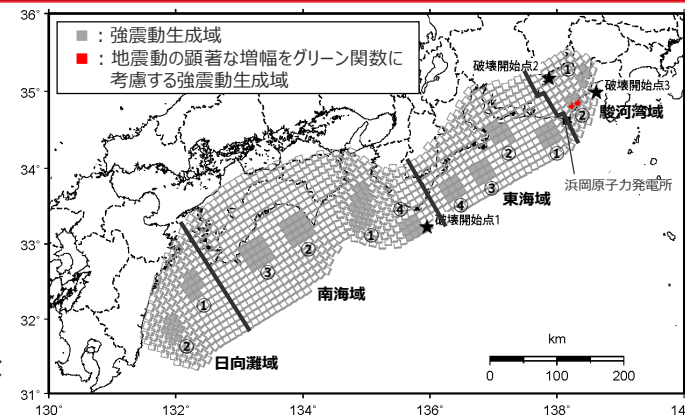 ■ : 強震動生成域
■ : 地震動の顕著な増幅をグリーン関数に
考慮する強震動生成域
36°
35°
34°
33°
32°
31°
130°
132°
134°
136°
138°
14
破壊開始点2
①
破壊開始点3
②
駿河湾域
②
①
浜岡原子力発電所
③
東海域
④
④
破壊開始点1
①
②
③
南海域
①
②
日向灘域
km
0 100 200